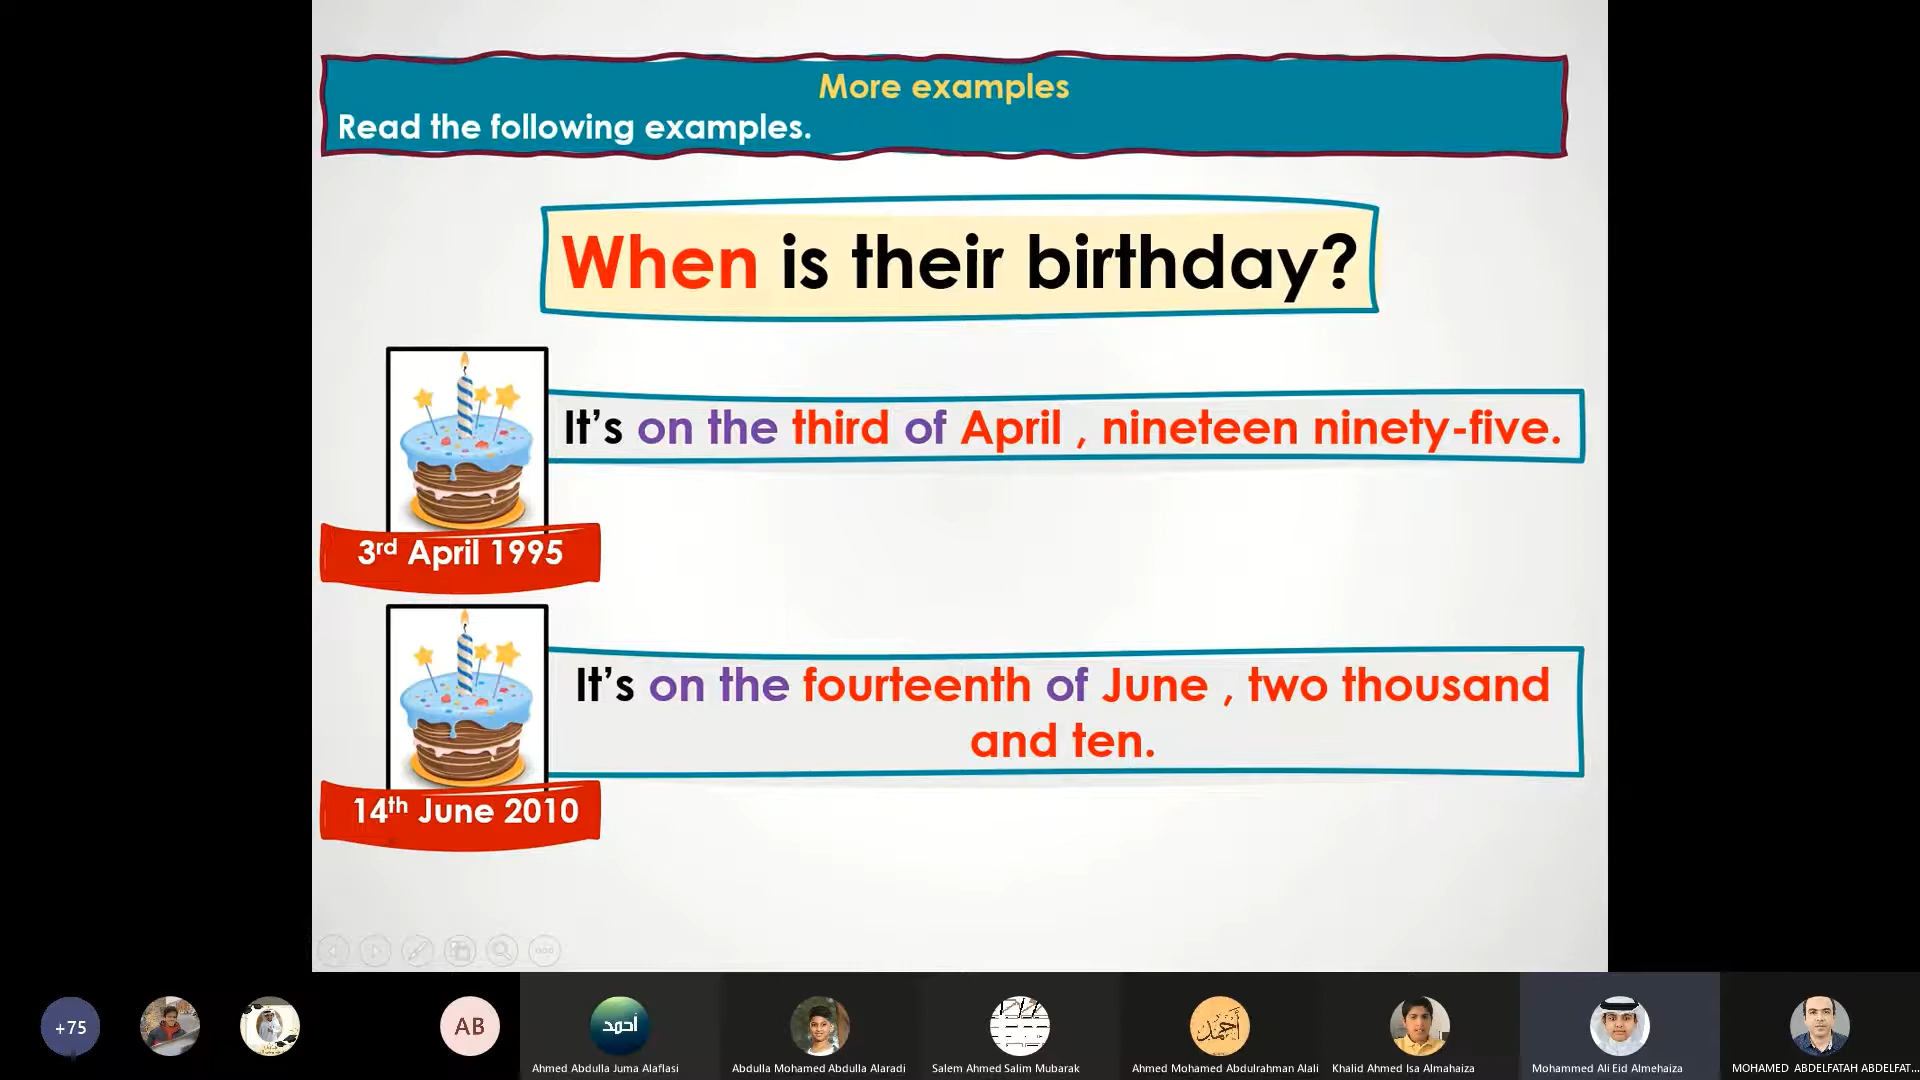 More examples
Read the following examples.
When is their birthday?
It’s on the third of April , nineteen ninety-five.
3rd April 1995
It’s on the fourteenth of June , two thousand
and ten.
14th June 2010
+75
AB
أحمد
أحمد
Ahmed Abdulla Juma Alaflasi
Abdulla Mohamed Abdulla Alaradi
Salem Ahmed Salim Mubarak
Ahmed Mohamed Abdulrahman Alali
Khalid Ahmed Isa Almahaiza
Mohammed Ali Eid Almehaiza
MOHAMED ABDELFATAH ABDELFAT...